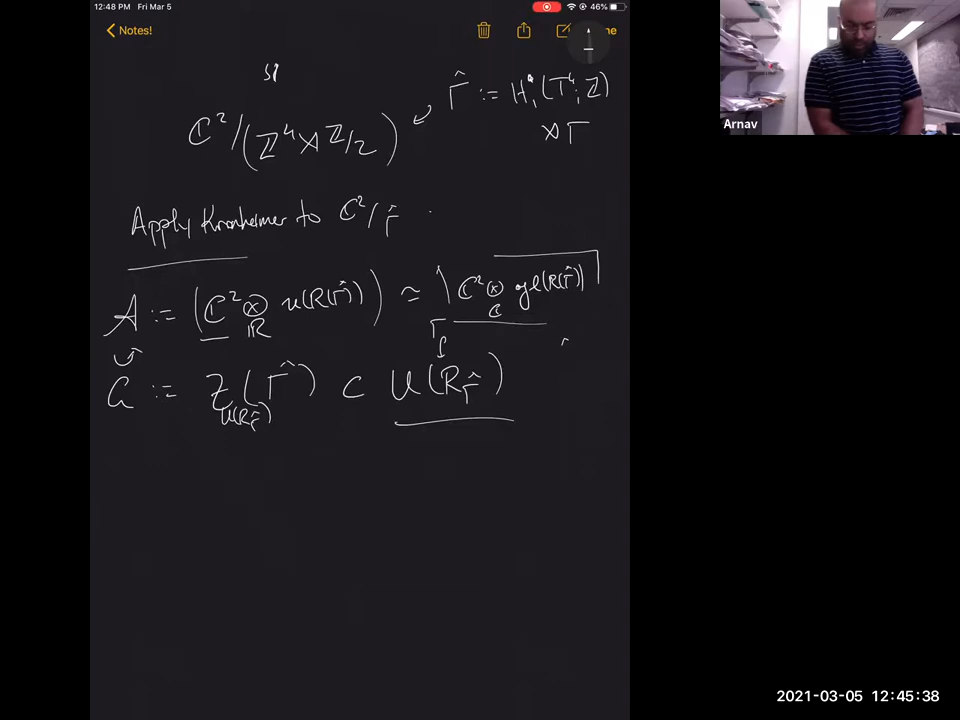 12:48 PM Fri Mar 5
46%
Notes!
S|
Γ̂ := H₁(T⁴; Z)
ℂ²/(ℤ⁴ ⋊ ℤ/2)
⋊ Γ
Apply Kronheimer to ℂ²/Γ̂
A := (ℂ² ⊗_ℝ u(R(Γ̂))) ≃ (ℂ² ⊗_ℂ gl(R(Γ̂)))
G := Z_{U(R_Γ̂)}(Γ̂) ⊂ U(R_Γ̂)
Arnav
2021-03-05 12:45:38